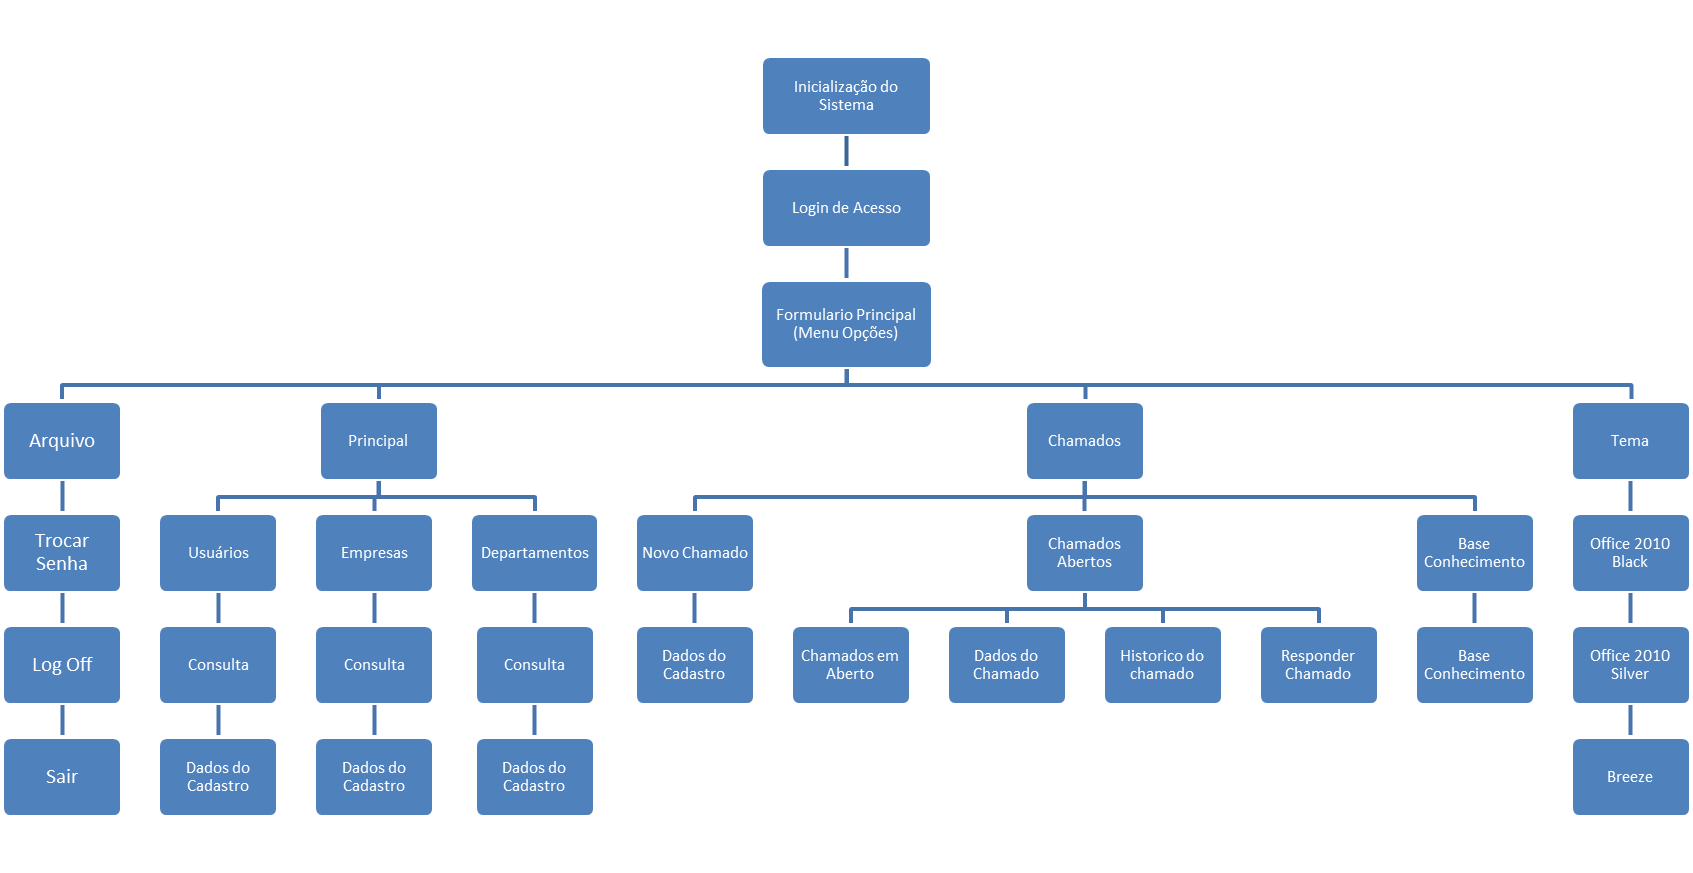 Inicialização do
Sistema
Login de Acesso
Formulario Principal
(Menu Opções)
Arquivo
Principal
Chamados
Tema
Trocar
Senha
Usuários
Empresas
Departamentos
Novo Chamado
Chamados
Abertos
Base
Conhecimento
Office 2010
Black
Log Off
Consulta
Consulta
Consulta
Dados do
Cadastro
Chamados em
Aberto
Dados do
Chamado
Historico do
chamado
Responder
Chamado
Base
Conhecimento
Office 2010
Silver
Sair
Dados do
Cadastro
Dados do
Cadastro
Dados do
Cadastro
Breeze